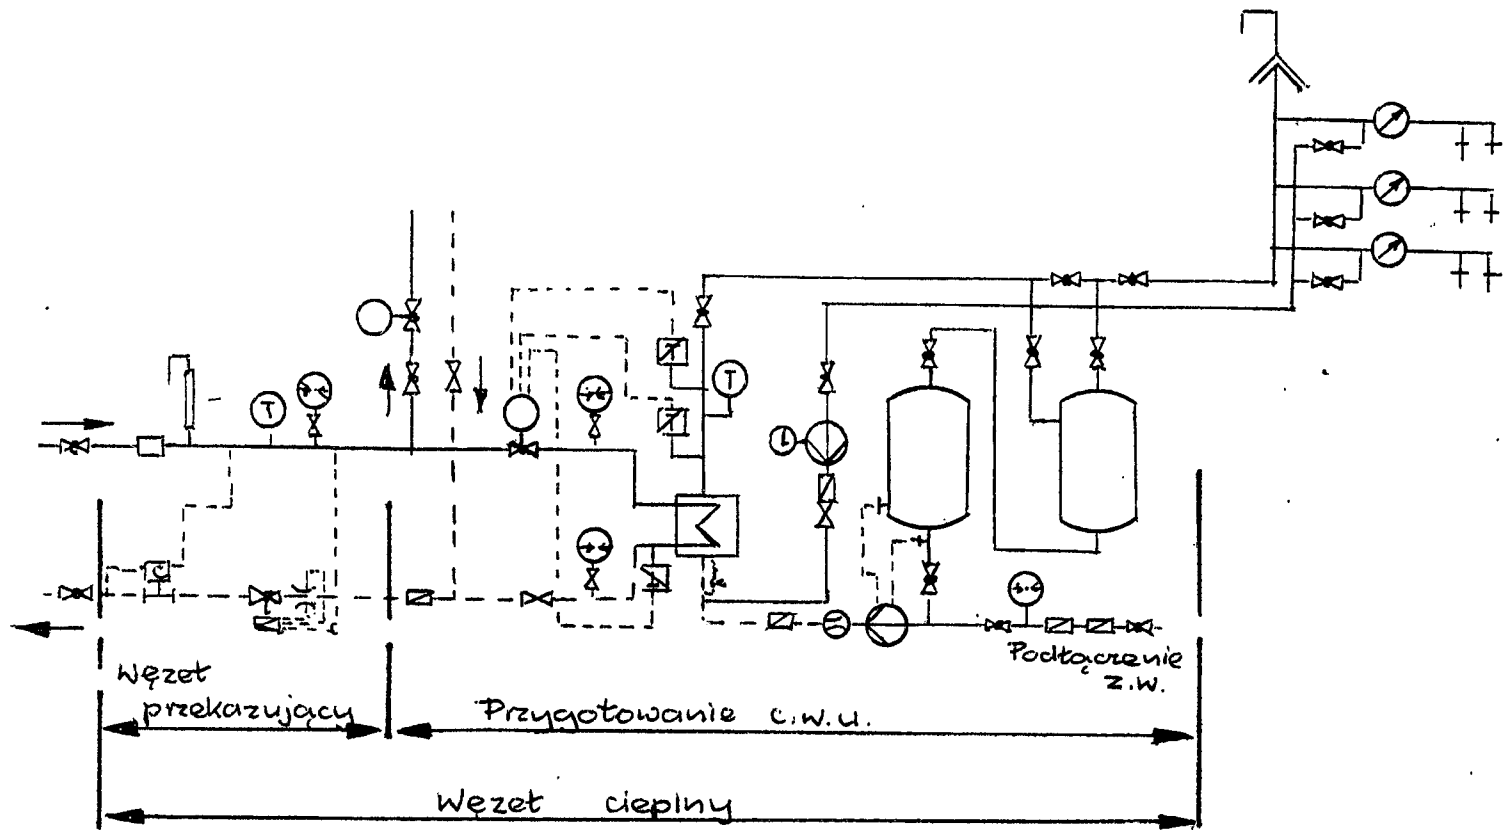 T
T
T
T
Podłączenie
z.w.
Węzeł
przekazujący
Przygotowanie c.w.u.
Węzeł cieplny